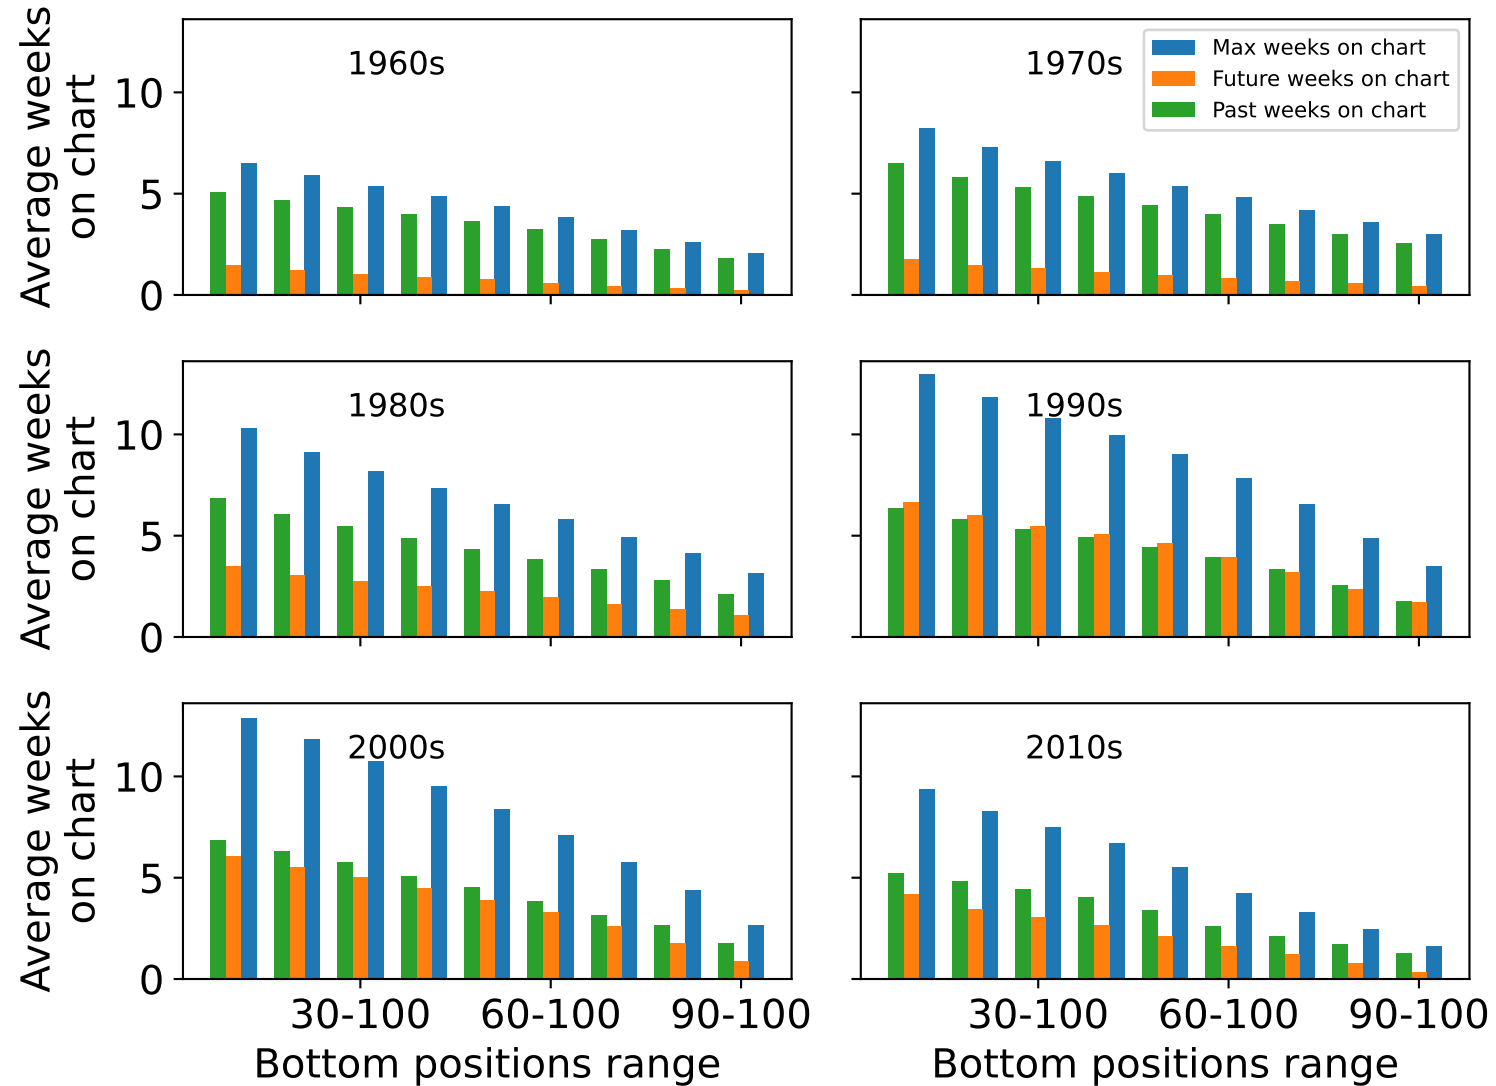 Average weeks
on chart
10
5
0
1960s
1970s
Max weeks on chart
Future weeks on chart
Past weeks on chart
Average weeks
on chart
10
5
0
1980s
1990s
Average weeks
on chart
10
5
0
2000s
2010s
30-100 60-100 90-100
30-100 60-100 90-100
Bottom positions range
Bottom positions range